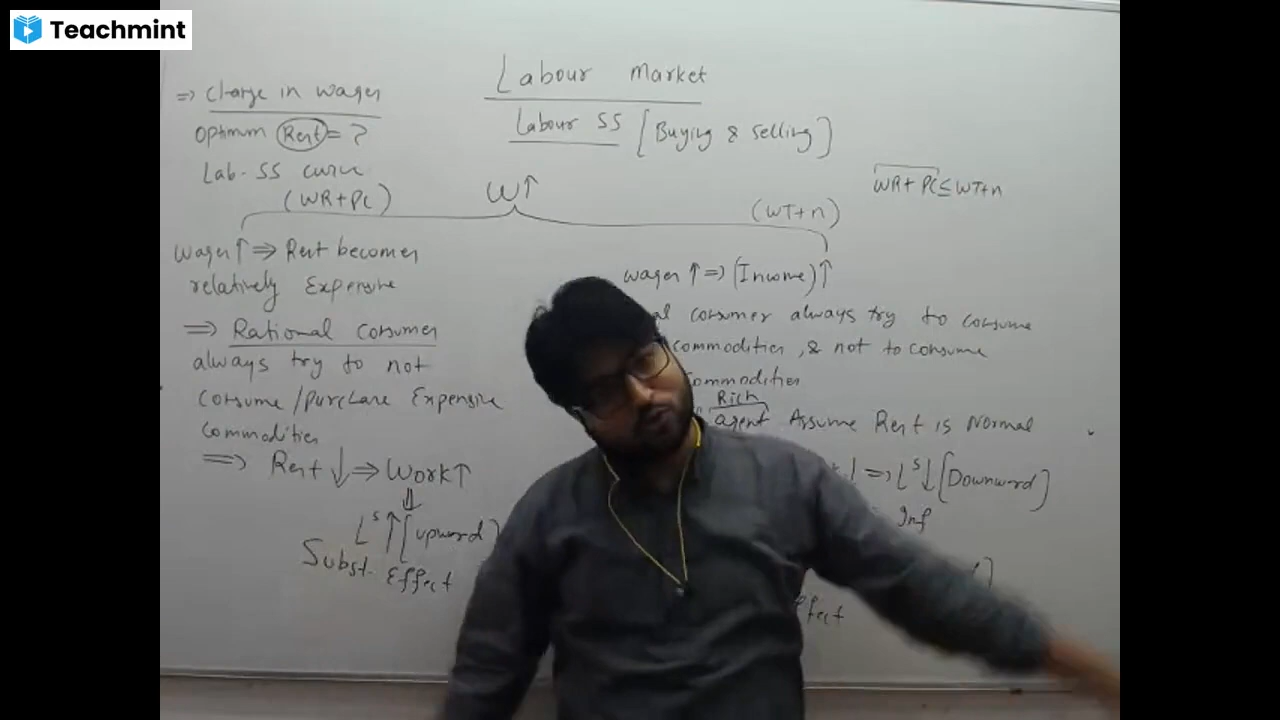 Teachmint
Labour Market
Labour SS [Buying & Selling]
=> Change in wages
Optimum Rest = ?
Lab-SS curve
(WR+PC)
W↑
(WT+n)
WR+PC≤WT+n
wages↑ => Rest becomes
relatively Expensive
=> Rational Consumer
always try to not
consume/purchase Expensive
commodities
=> Rest↓ => Work↑
⇓
L^S↑ [upward)
Subst. Effect
wages↑ => (Income)↑
consumer always try to consume
commodities, & not to consume
commodities
Rich
agent Assume Rest is Normal
=> L^S↓ [Downward]
Inf